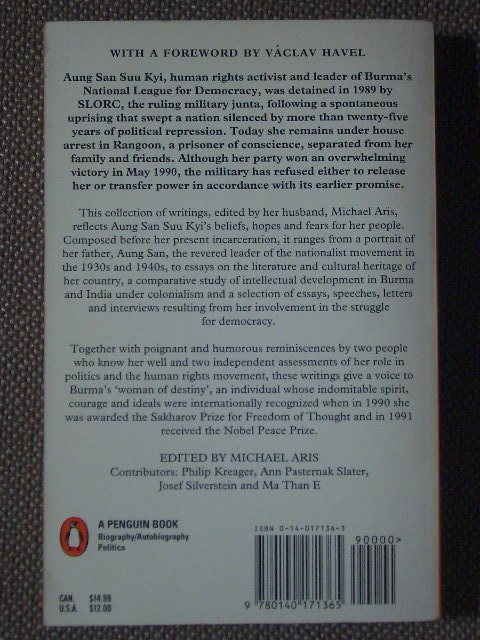 WITH A FOREWORD BY VÁCLAV HAVEL
Aung San Suu Kyi, human rights activist and leader of Burma's
National League for Democracy, was detained in 1989 by
SLORC, the ruling military junta, following a spontaneous
uprising that swept a nation silenced by more than twenty-five
years of political repression. Today she remains under house
arrest in Rangoon, a prisoner of conscience, separated from her
family and friends. Although her party won an overwhelming
victory in May 1990, the military has refused either to release
her or transfer power in accordance with its earlier promise.
This collection of writings, edited by her husband, Michael Aris,
reflects Aung San Suu Kyi's beliefs, hopes and fears for her people.
Composed before her present incarceration, it ranges from a portrait of
her father, Aung San, the revered leader of the nationalist movement in
the 1930s and 1940s, to essays on the literature and cultural heritage of
her country, a comparative study of intellectual development in Burma
and India under colonialism and a selection of essays, speeches, letters
and interviews resulting from her involvement in the struggle
for democracy.
Together with poignant and humorous reminiscences by two people
who know her well and two independent assessments of her role in
politics and the human rights movement, these writings give a voice to
Burma's 'woman of destiny', an individual whose indomitable spirit,
courage and ideals were internationally recognized when in 1990 she
was awarded the Sakharov Prize for Freedom of Thought and in 1991
received the Nobel Peace Prize.
EDITED BY MICHAEL ARIS
Contributors: Philip Kreager, Ann Pasternak Slater,
Josef Silverstein and Ma Than E
A PENGUIN BOOK
Biography/Autobiography
Politics
CAN. $14.99
U.S.A. $12.00
ISBN 0-14-017136-3
90000>
9 780140 171365